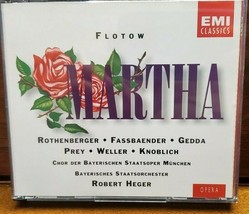 EMI
CLASSICS
FLOTOW
MARTHA
ROTHENBERGER • FASSBAENDER • GEDDA
PREY • WELLER • KNOBLICH
CHOR DER BAYERISCHEN STAATSOPER MÜNCHEN
BAYERISCHES STAATSORCHESTER
ROBERT HEGER
OPERA